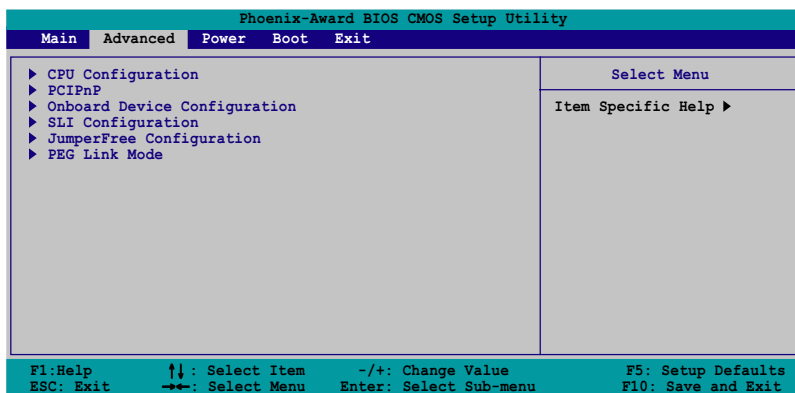 Phoenix-Award BIOS CMOS Setup Utility
Main Advanced Power Boot Exit
CPU Configuration
PCIPnP
Onboard Device Configuration
SLI Configuration
JumperFree Configuration
PEG Link Mode
Select Menu
Item Specific Help
F1:Help : Select Item -/+: Change Value F5: Setup Defaults
ESC: Exit : Select Menu Enter: Select Sub-menu F10: Save and Exit